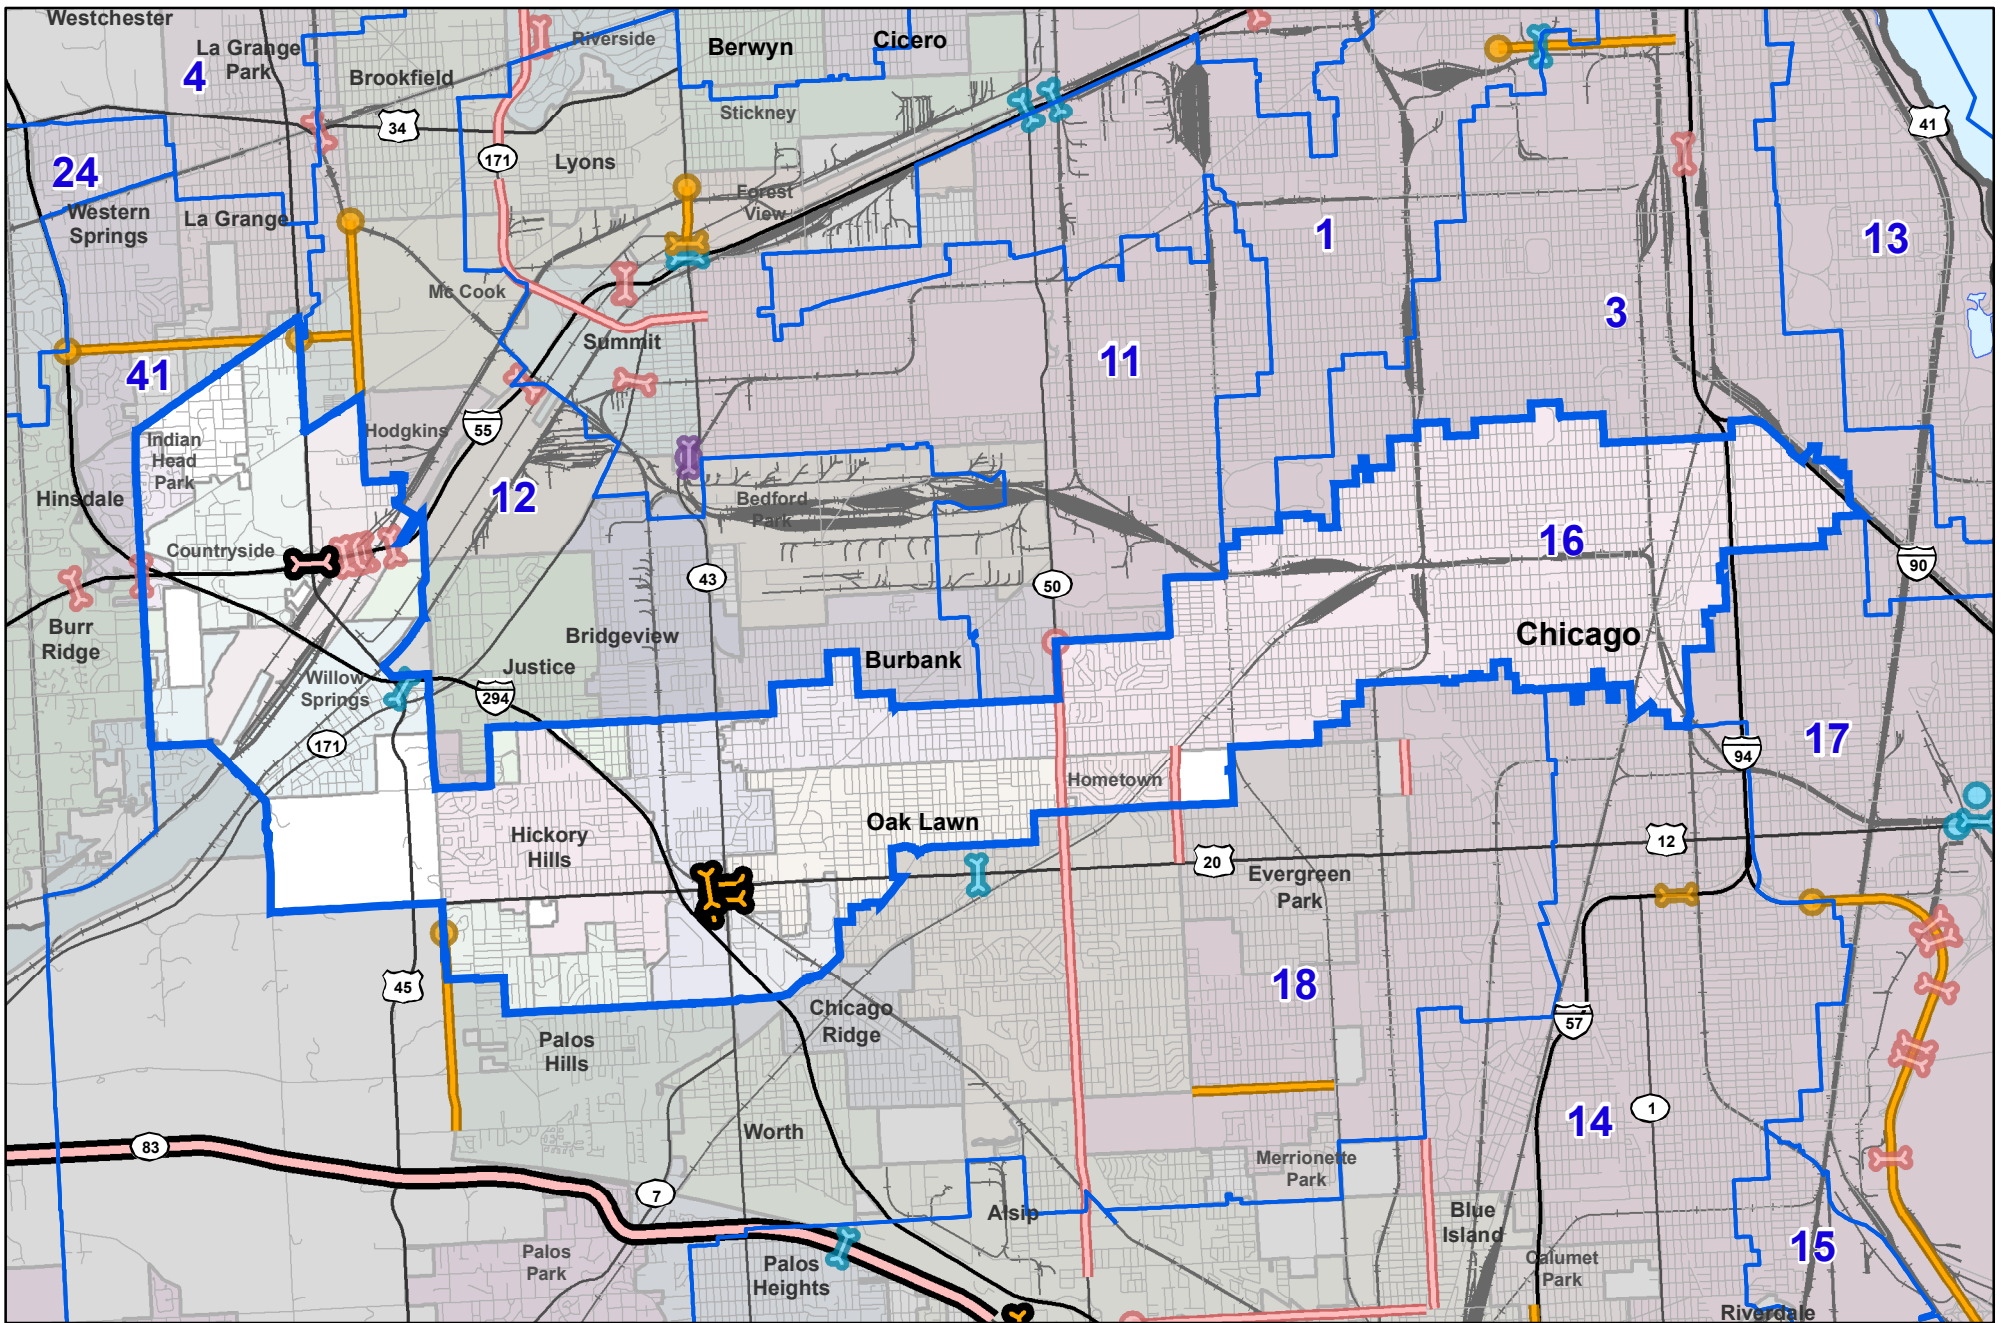 Westchester
La Grange
Park
4
Brookfield
Riverside
Berwyn
Cicero
Stickney
34
171
Lyons
41
24
Western
Springs
La Grange
Forest
View
1
13
3
Mc Cook
Summit
11
41
Indian
Head
Park
Hodgkins
55
Hinsdale
12
Bedford
Park
16
Countryside
43
50
90
Burr
Ridge
Bridgeview
Justice
Burbank
Chicago
Willow
Springs
294
171
17
94
Hometown
Oak Lawn
Hickory
Hills
20
12
Evergreen
Park
45
18
Chicago
Ridge
57
Palos
Hills
1
14
83
Worth
Merrionette
Park
7
Alsip
Blue
Island
15
Palos
Park
Palos
Heights
Calumet
Park
Riverdale